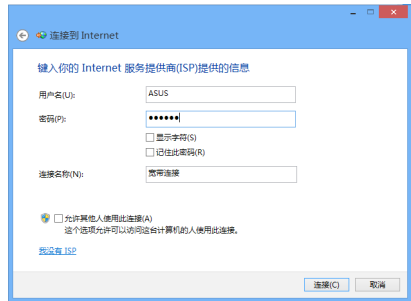 连接到 Internet
键入你的 Internet 服务提供商(ISP)提供的信息
用户名(U):
ASUS
密码(P):
••••••
显示字符(S)
记住此密码(R)
连接名称(N):
宽带连接
允许其他人使用此连接(A)
这个选项允许可以访问这台计算机的人使用此连接。
我没有 ISP
连接(C) 取消